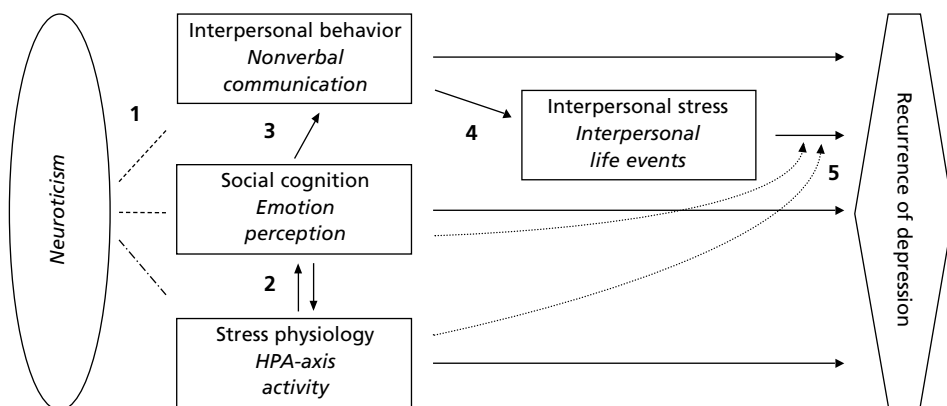 Interpersonal behavior
Nonverbal
communication
1
3
4
Interpersonal stress
Interpersonal
life events
5
Neuroticism
Social cognition
Emotion
perception
2
Stress physiology
HPA-axis
activity
Recurrence of depression